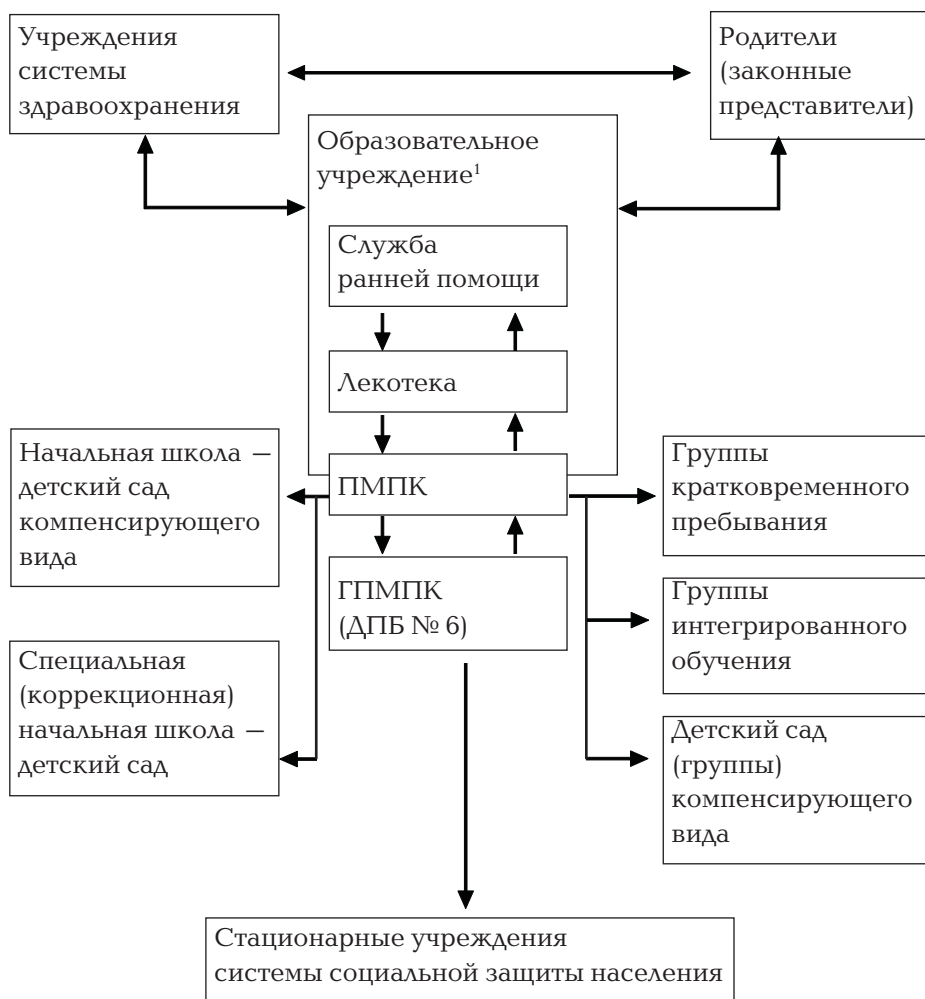 Учреждения
системы
здравоохранения
Родители
(законные
представители)
Образовательное
учреждение¹
Служба
ранней помощи
Лекотека
ПМПК
ГПМПК
(ДПБ № 6)
Начальная школа –
детский сад
компенсирующего
вида
Специальная
(коррекционная)
начальная школа –
детский сад
Группы
кратковременного
пребывания
Группы
интегрированного
обучения
Детский сад
(группы)
компенсирующего
вида
Стационарные учреждения
системы социальной защиты населения